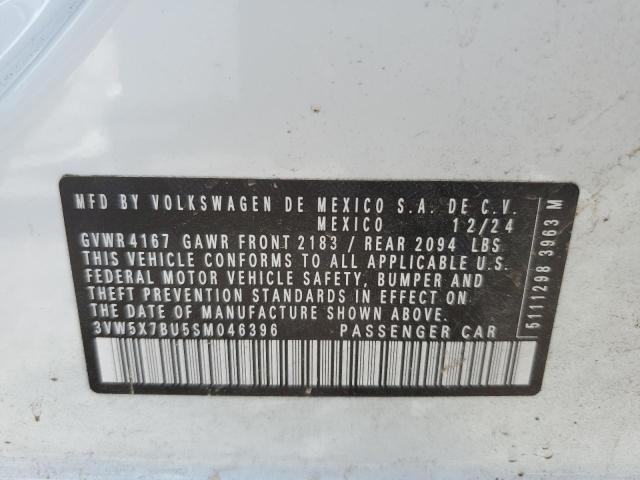 MFD BY VOLKSWAGEN DE MEXICO S.A. DE C.V.
MEXICO 12/24
GVWR 4167 GAWR FRONT 2183 / REAR 2094 LBS
THIS VEHICLE CONFORMS TO ALL APPLICABLE U.S.
FEDERAL MOTOR VEHICLE SAFETY, BUMPER AND
THEFT PREVENTION STANDARDS IN EFFECT ON
THE DATE OF MANUFACTURE SHOWN ABOVE.
3VW5X7BU5SM046396 PASSENGER CAR
5111298 3963 M